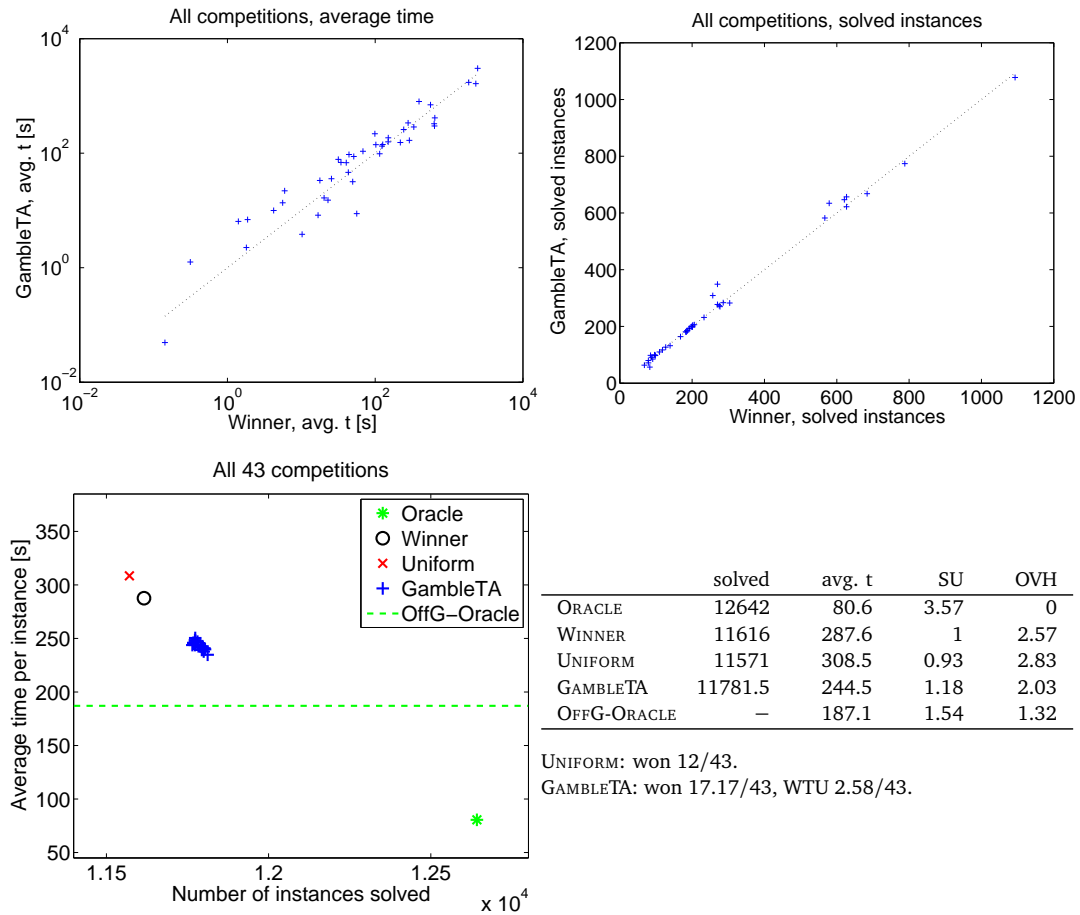 All competitions, average time
10^4
10^2
10^0
10^−2
GambleTA, avg. t [s]
10^−2
10^0
10^2
10^4
Winner, avg. t [s]
All competitions, solved instances
1200
1000
800
600
400
200
0
GambleTA, solved instances
0
200
400
600
800
1000
1200
Winner, solved instances
All 43 competitions
350
300
250
200
150
100
50
Average time per instance [s]
Oracle
Winner
Uniform
GambleTA
OffG−Oracle
1.15
1.2
1.25
x 10^4
Number of instances solved
solved avg. t SU OVH
ORACLE 12642 80.6 3.57 0
WINNER 11616 287.6 1 2.57
UNIFORM 11571 308.5 0.93 2.83
GAMBLETA 11781.5 244.5 1.18 2.03
OFFG-ORACLE – 187.1 1.54 1.32
UNIFORM: won 12/43.
GAMBLETA: won 17.17/43, WTU 2.58/43.